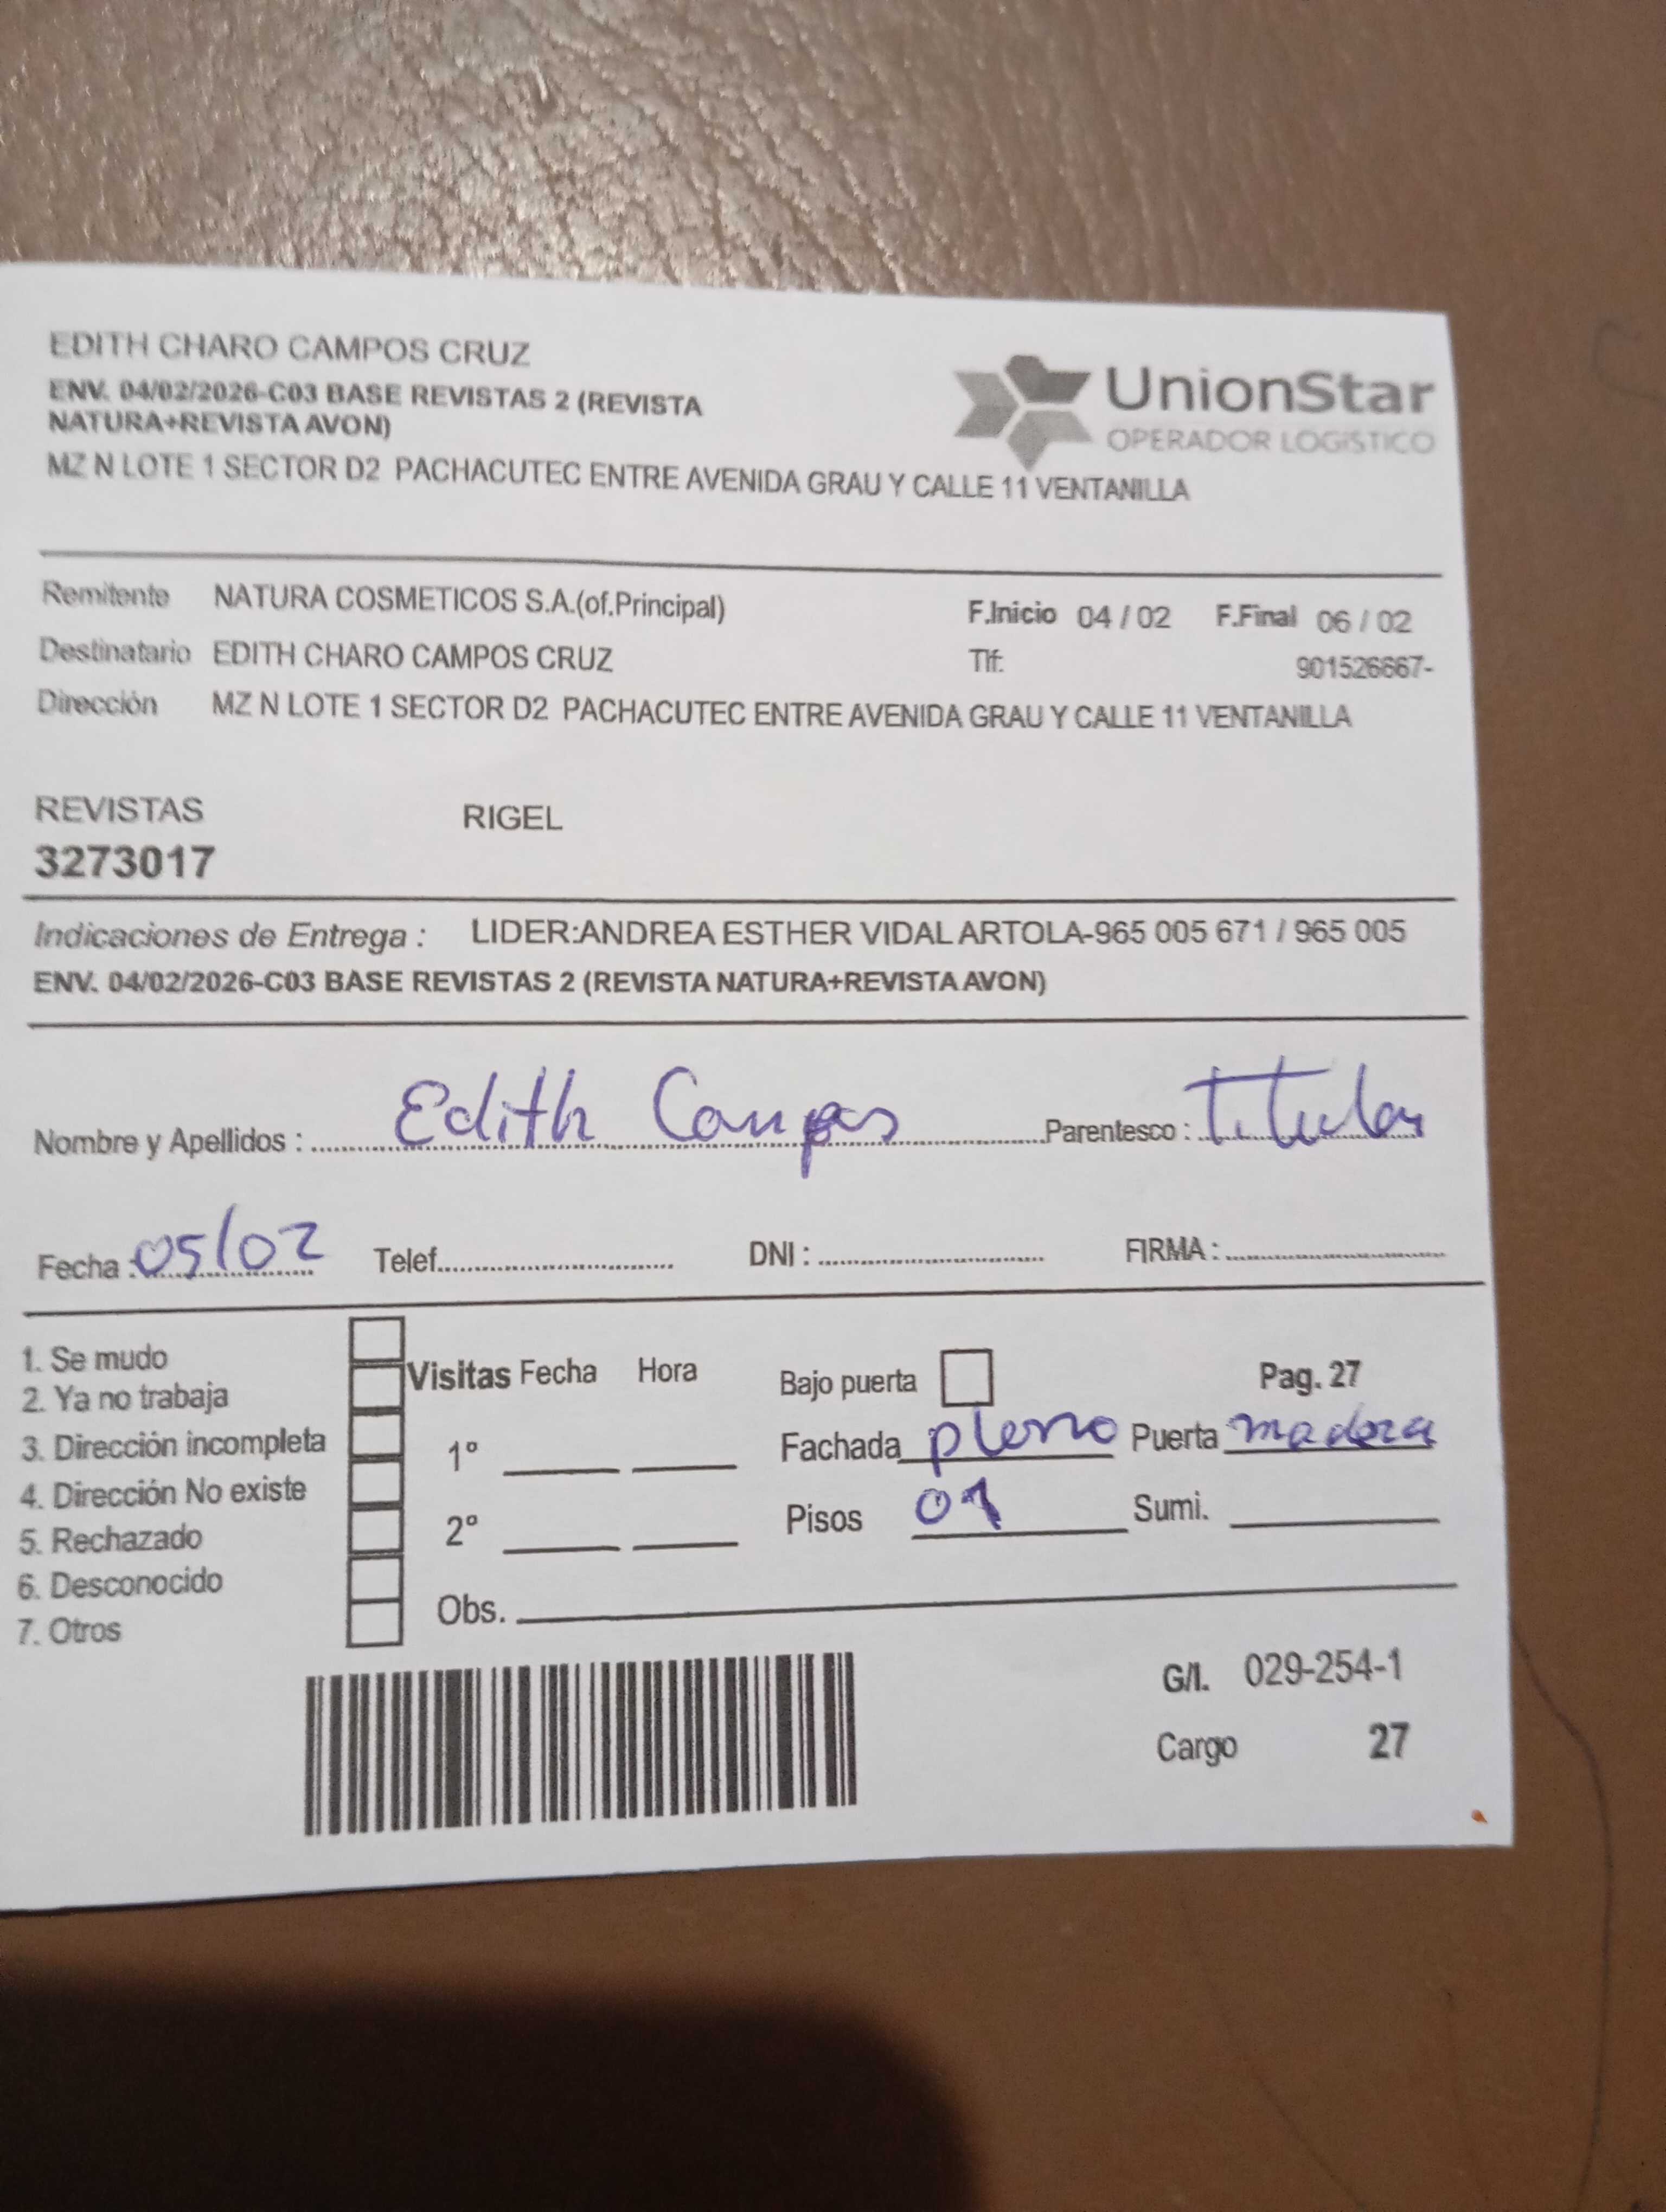 EDITH CHARO CAMPOS CRUZ
ENV. 04/02/2026-C03 BASE REVISTAS 2 (REVISTA
NATURA+REVISTA AVON)
UnionStar
OPERADOR LOGÍSTICO
MZ N LOTE 1 SECTOR D2 PACHACUTEC ENTRE AVENIDA GRAU Y CALLE 11 VENTANILLA
Remitente NATURA COSMETICOS S.A.(of.Principal) F.Inicio 04 / 02 F.Final 06 / 02
Destinatario EDITH CHARO CAMPOS CRUZ Tlf: 901526667-
Dirección MZ N LOTE 1 SECTOR D2 PACHACUTEC ENTRE AVENIDA GRAU Y CALLE 11 VENTANILLA
REVISTAS RIGEL
3273017
Indicaciones de Entrega : LIDER:ANDREA ESTHER VIDAL ARTOLA-965 005 671 / 965 005
ENV. 04/02/2026-C03 BASE REVISTAS 2 (REVISTA NATURA+REVISTA AVON)
Nombre y Apellidos : Edith Campos Parentesco : Titular
Fecha : 05/02 Telef. DNI : FIRMA :
1. Se mudo
2. Ya no trabaja
3. Dirección incompleta
4. Dirección No existe
5. Rechazado
6. Desconocido
7. Otros
Visitas Fecha Hora
1º
2º
Obs.
Bajo puerta Pag. 27
Fachada Puerta madera
Pisos 01 Sumi.
G/I. 029-254-1
Cargo 27